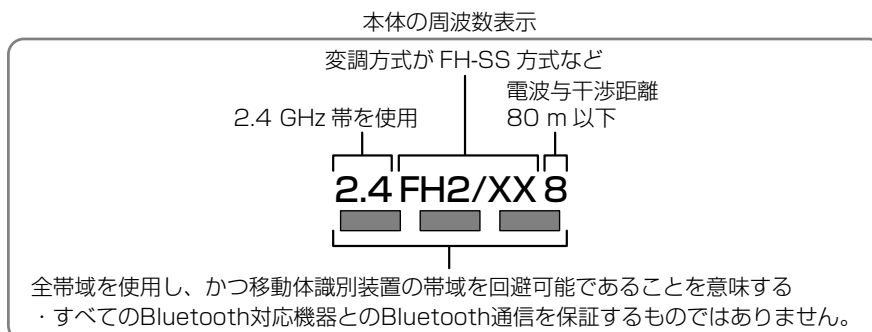 本体の周波数表示
変調方式が FH-SS 方式など
電波与干渉距離
2.4 GHz 帯を使用
80 m 以下
2.4FH2/XX8
全帯域を使用し、かつ移動体識別装置の帯域を回避可能であることを意味する
・すべてのBluetooth対応機器とのBluetooth通信を保証するものではありません。